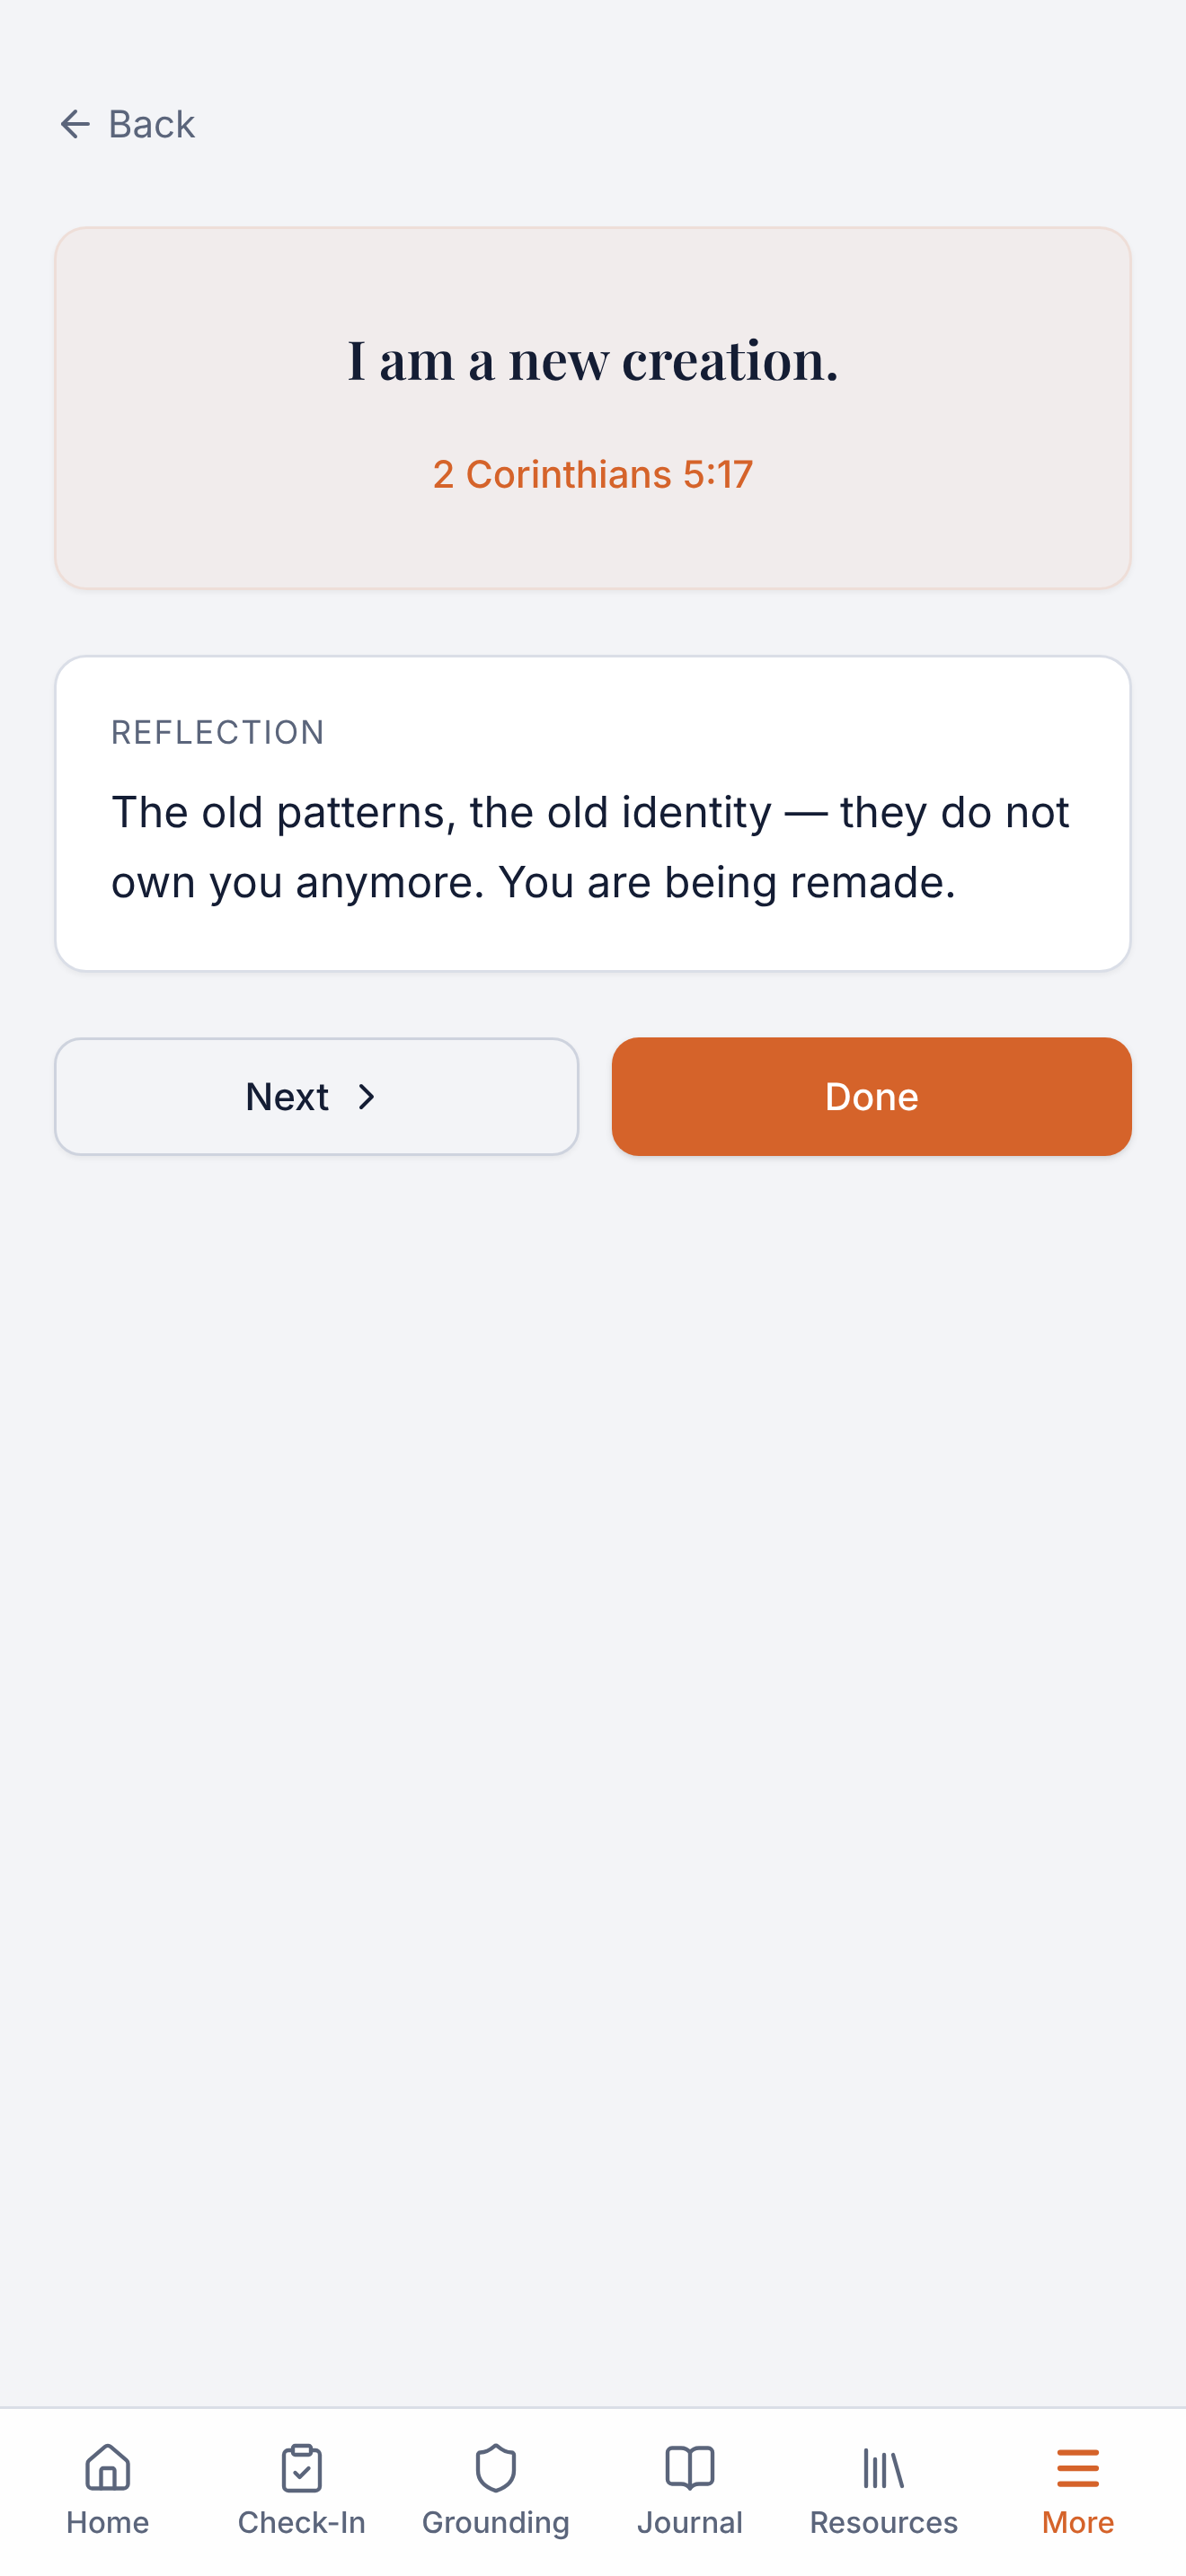 Back
I am a new creation.
2 Corinthians 5:17
REFLECTION
The old patterns, the old identity — they do not
own you anymore. You are being remade.
Next
Done
Home
Check-In
Grounding
Journal
Resources
More